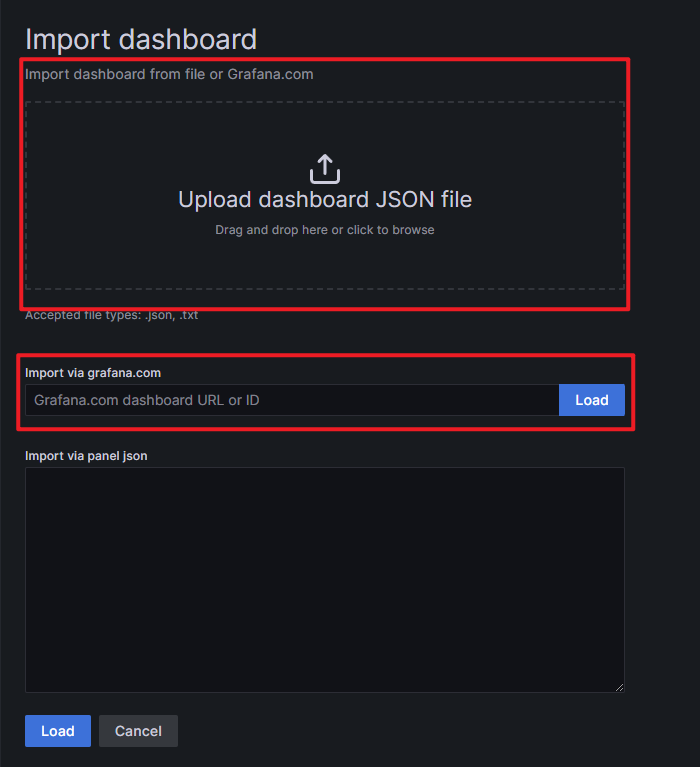 Import dashboard
Import dashboard from file or Grafana.com
Upload dashboard JSON file
Drag and drop here or click to browse
Accepted file types: .json, .txt
Import via grafana.com
Grafana.com dashboard URL or ID
Load
Import via panel json
Load
Cancel